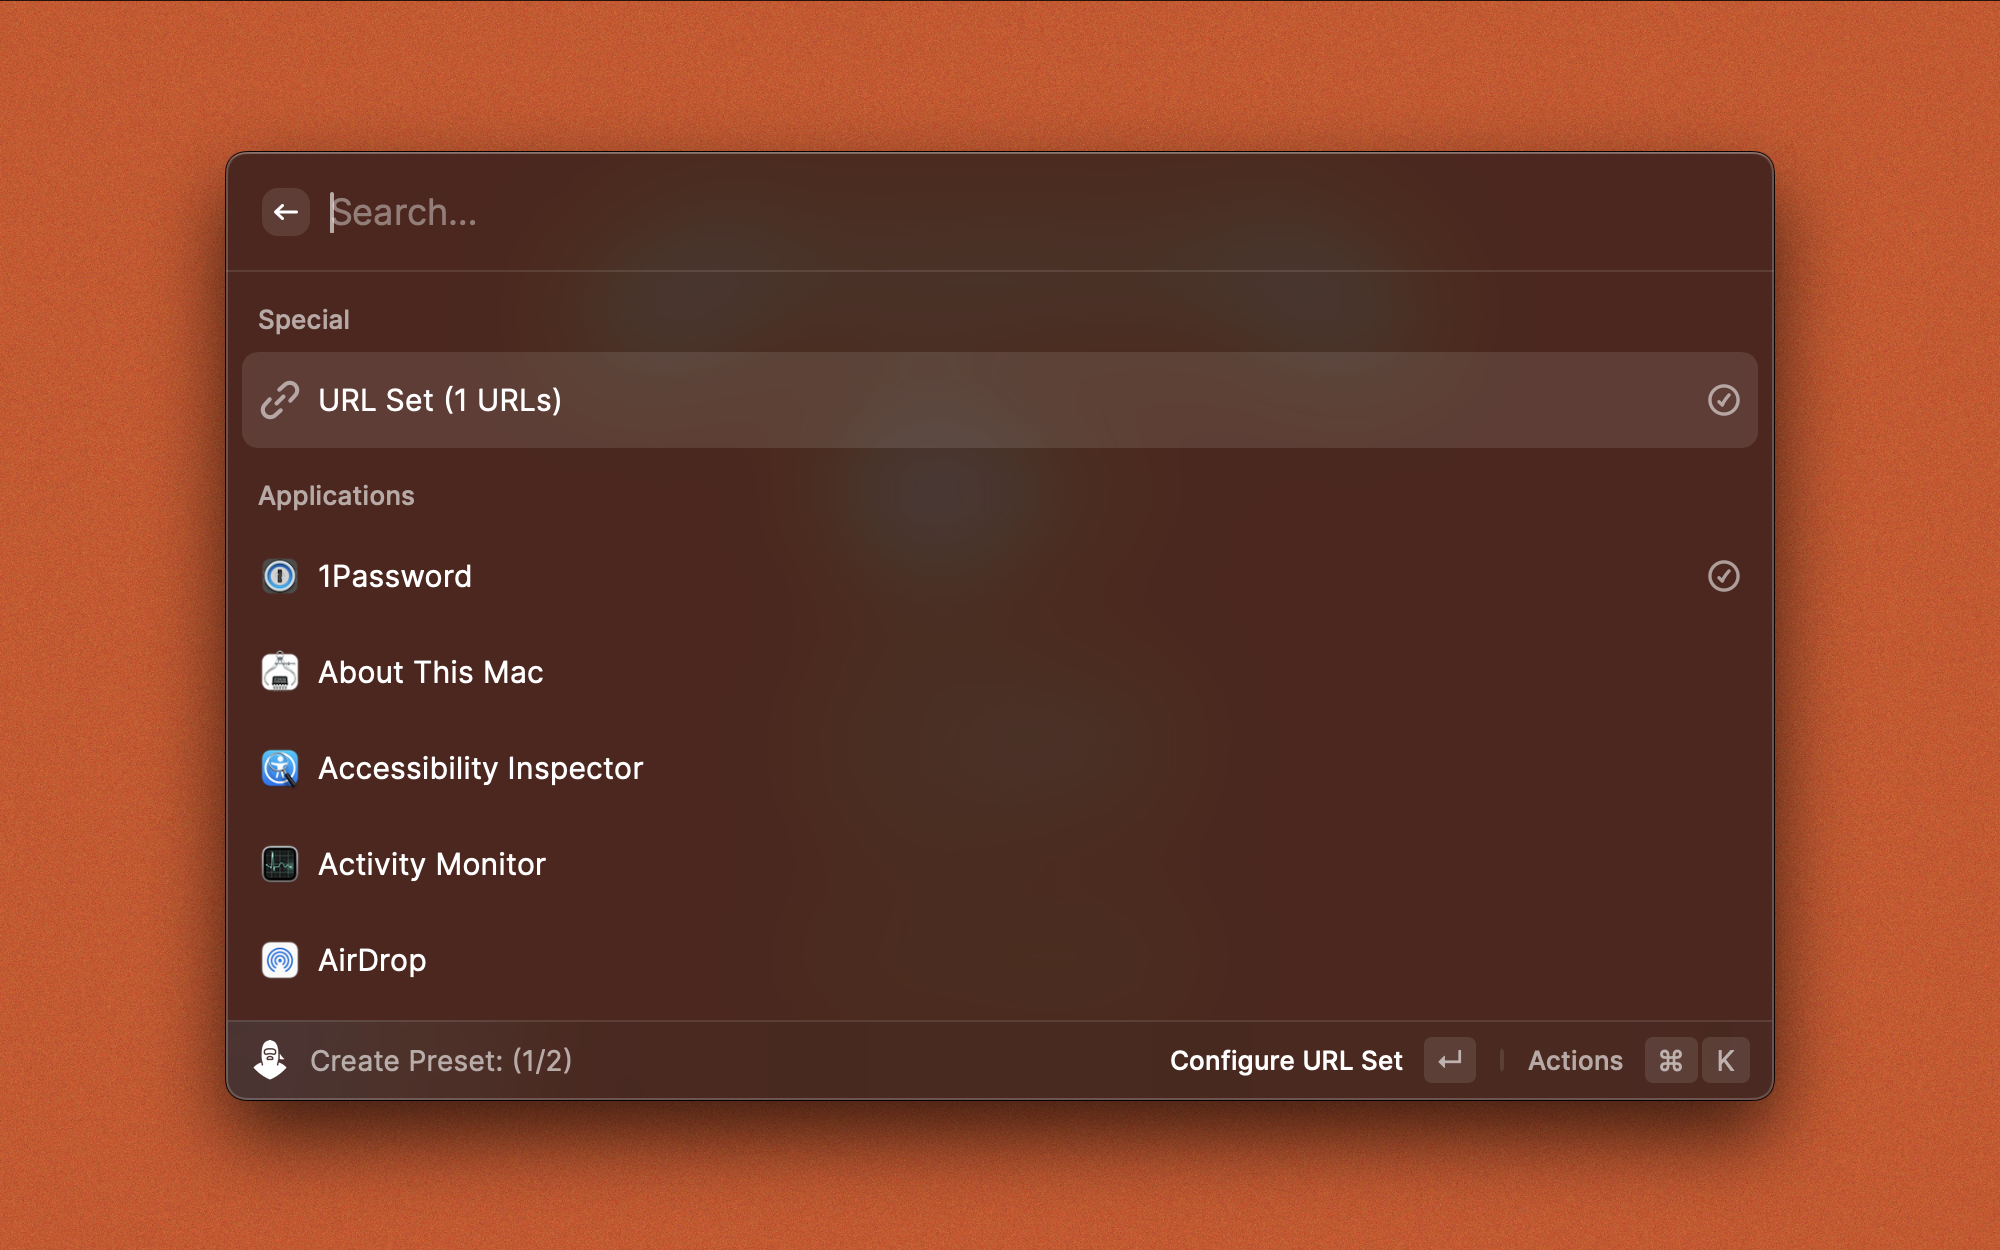 Search...
Special
URL Set (1 URLs)
Applications
1Password
About This Mac
Accessibility Inspector
Activity Monitor
AirDrop
Create Preset: (1/2) Configure URL Set ↵ Actions ⌘ K